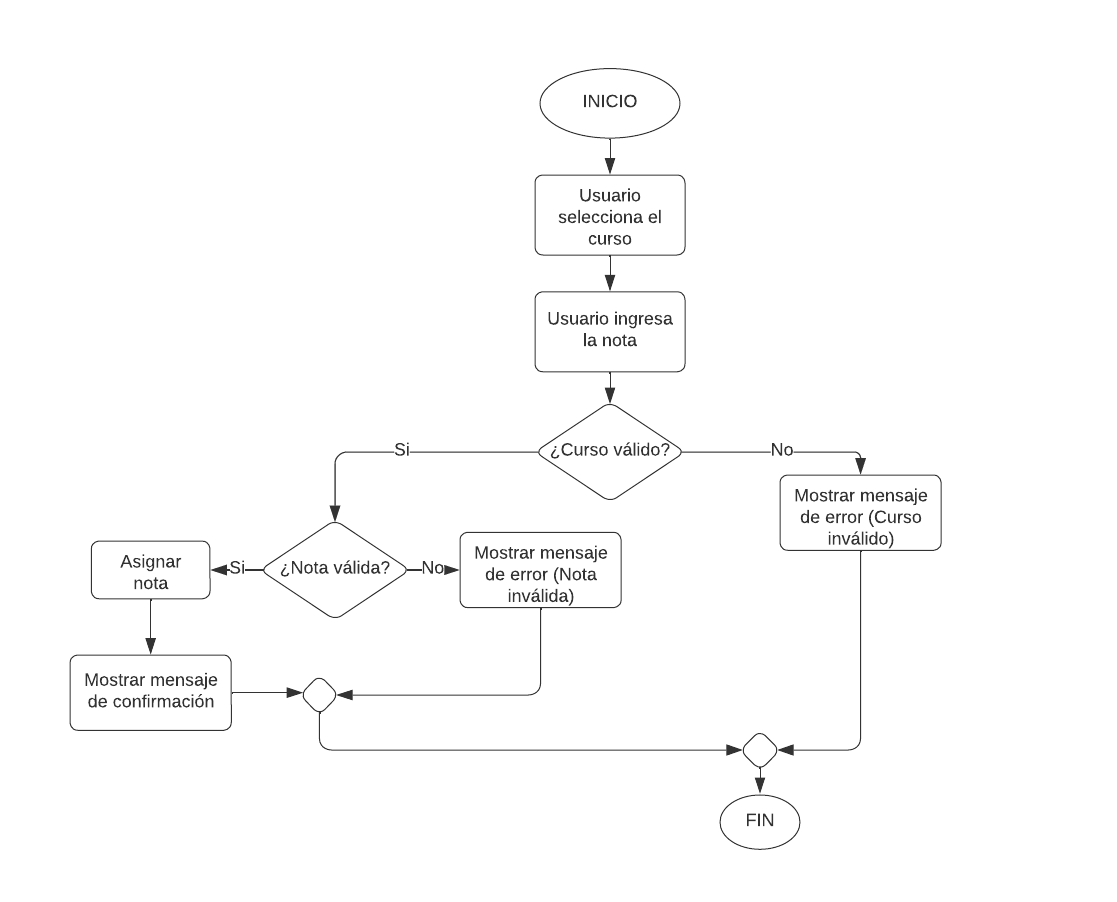 INICIO
Usuario
selecciona el
curso
Usuario ingresa
la nota
¿Curso válido?
Si
No
Mostrar mensaje
de error (Curso
inválido)
¿Nota válida?
Si
No
Asignar
nota
Mostrar mensaje
de error (Nota
inválida)
Mostrar mensaje
de confirmación
FIN